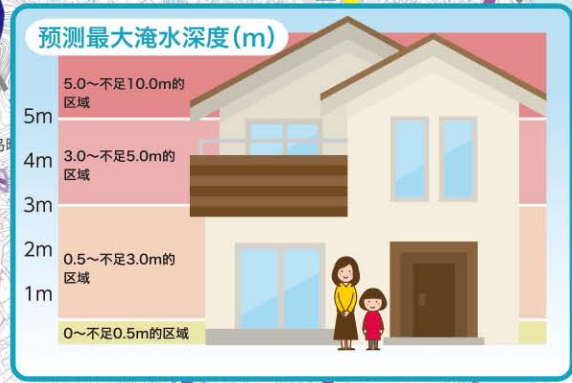 预测最大淹水深度(m)
5.0～不足10.0m的
区域
5m
3.0～不足5.0m的
区域
4m
3m
0.5～不足3.0m的
区域
2m
1m
0～不足0.5m的区域